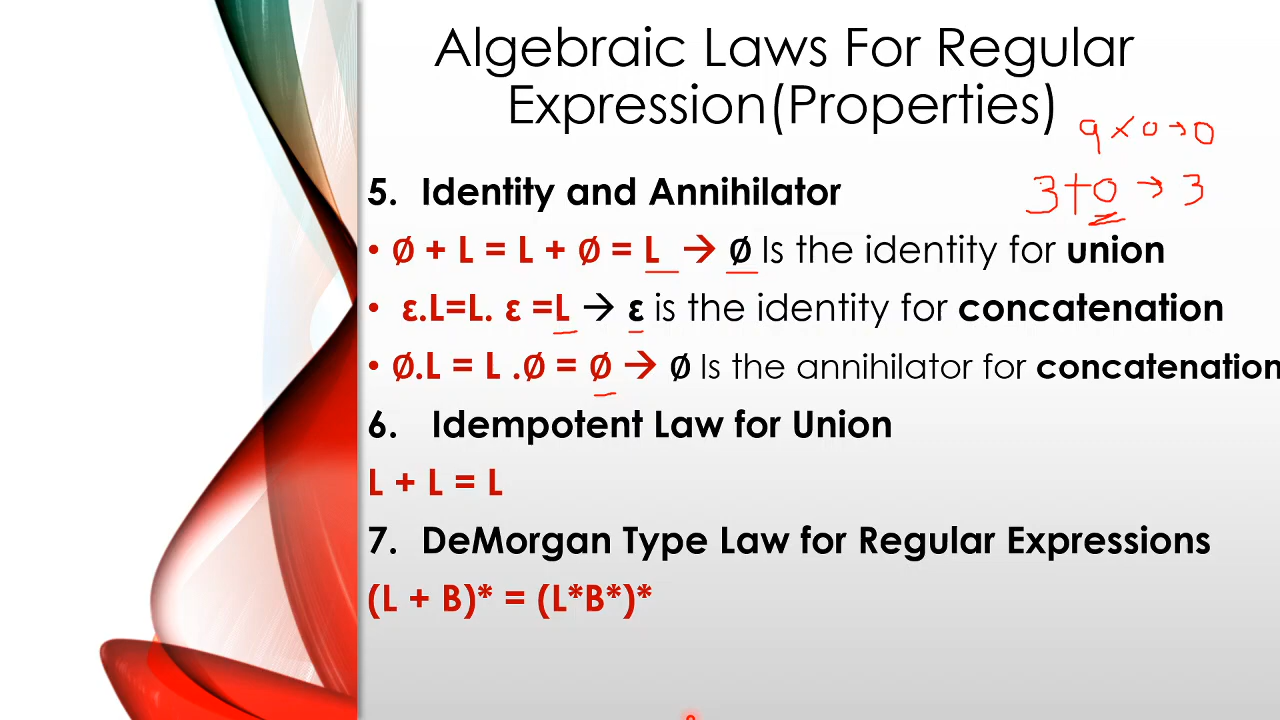 Algebraic Laws For Regular
Expression(Properties)
9 × 0 → 0
5. Identity and Annihilator
3 + 0 → 3
• Ø + L = L + Ø = L → Ø Is the identity for union
• ε.L=L. ε =L → ε is the identity for concatenation
• Ø.L = L .Ø = Ø → Ø Is the annihilator for concatenation
6. Idempotent Law for Union
L + L = L
7. DeMorgan Type Law for Regular Expressions
(L + B)* = (L*B*)*